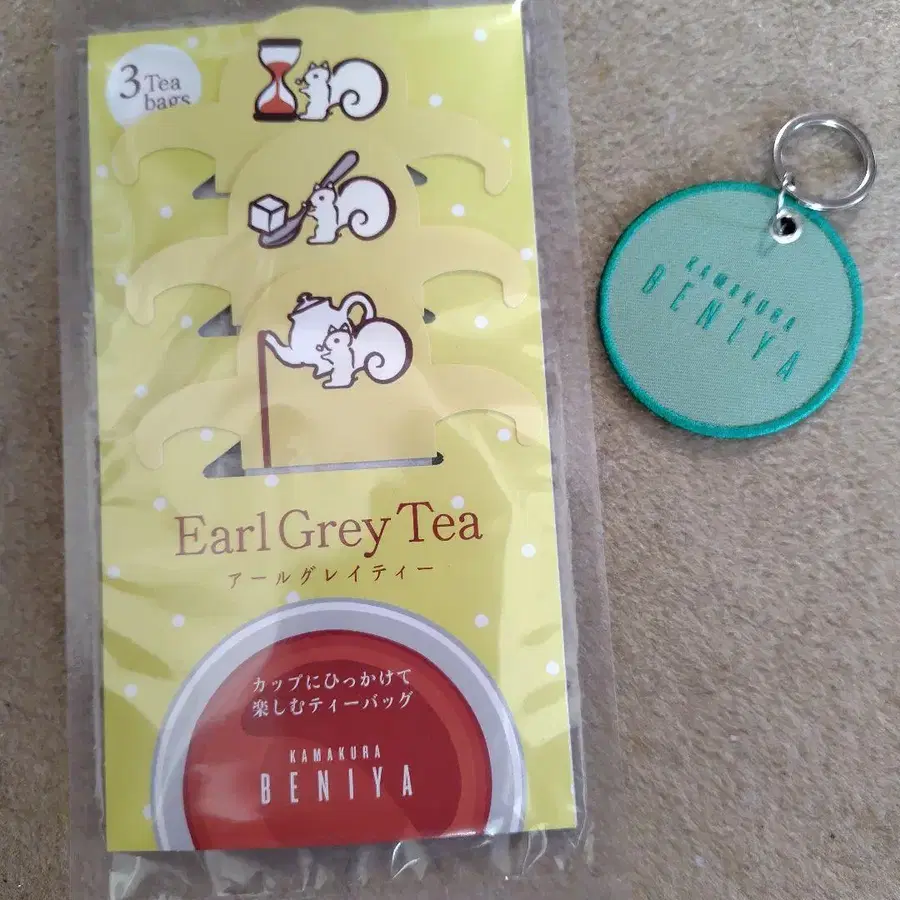 3 Tea
bags
Earl Grey Tea
アールグレイティー
カップにひっかけて
楽しむティーバッグ
KAMAKURA
BENIYA
KAMAKURA
BENIYA